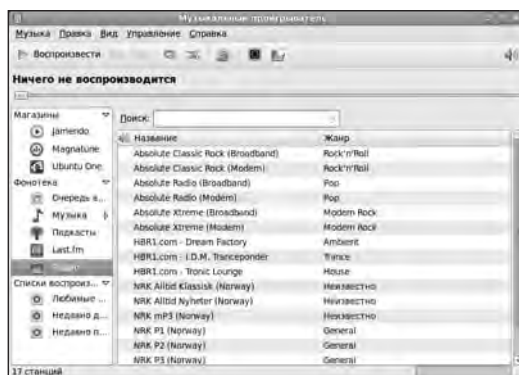 Музыкальный проигрыватель
Музыка Правка Вид Управление Справка
Воспроизвести
Ничего не воспроизводится
Магазины
Jamendo
Magnatune
Ubuntu One
Фонотека
Очередь в...
Музыка
Подкасты
Last.fm
Радио
Списки воспроиз...
Любимые ...
Недавно д...
Недавно п...
Поиск:
Название Жанр
Absolute Classic Rock (Broadband) Rock'n'Roll
Absolute Classic Rock (Modem) Rock'n'Roll
Absolute Radio (Broadband) Pop
Absolute Radio (Modem) Pop
Absolute Xtreme (Broadband) Modern Rock
Absolute Xtreme (Modem) Modern Rock
HBR1.com - Dream Factory Ambient
HBR1.com - I.D.M. Tranceponder Trance
HBR1.com - Tronic Lounge House
NRK Alltid Klassisk (Norway) Неизвестно
NRK Alltid Nyheter (Norway) Неизвестно
NRK mP3 (Norway) Неизвестно
NRK P1 (Norway) General
NRK P2 (Norway) General
NRK P3 (Norway) General
17 станций